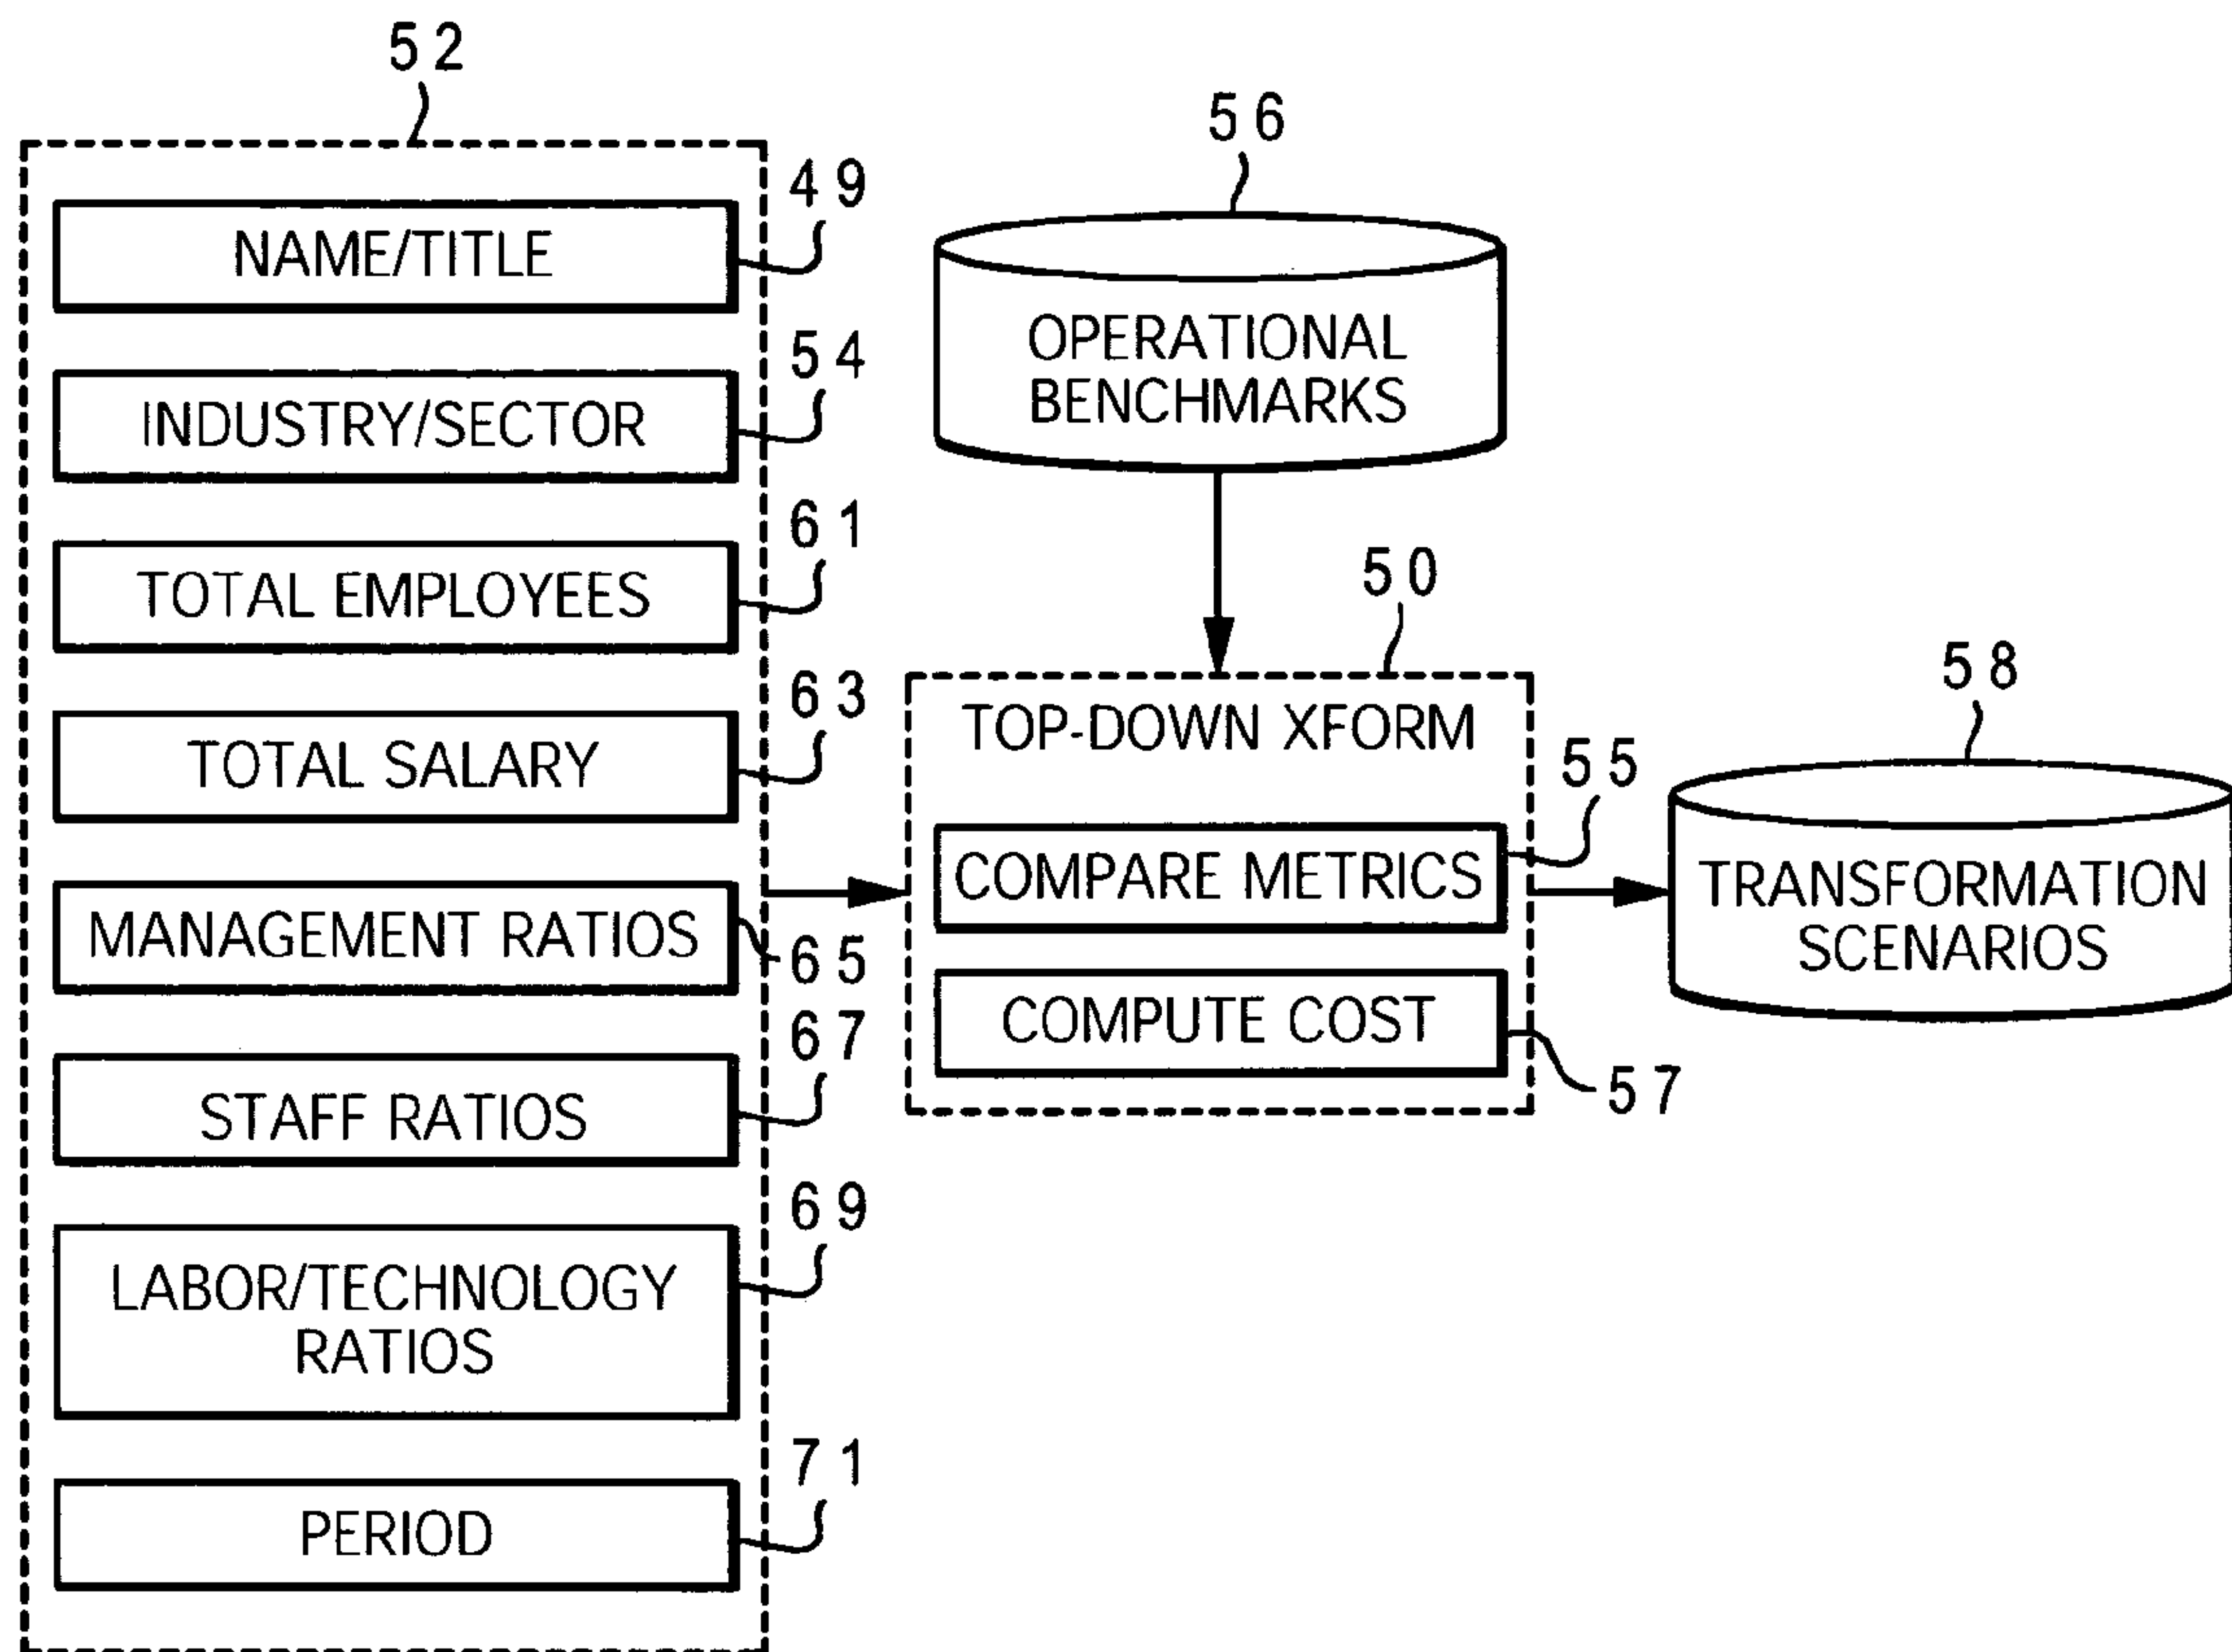 52
NAME/TITLE
49
INDUSTRY/SECTOR
54
TOTAL EMPLOYEES
61
TOTAL SALARY
63
MANAGEMENT RATIOS
65
STAFF RATIOS
67
LABOR/TECHNOLOGY
RATIOS
69
PERIOD
71
56
OPERATIONAL
BENCHMARKS
50
TOP-DOWN XFORM
COMPARE METRICS
55
COMPUTE COST
57
58
TRANSFORMATION
SCENARIOS